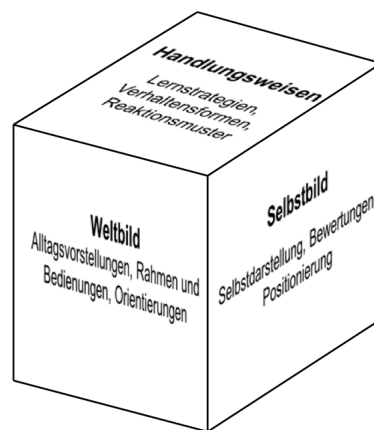 Handlungsweisen
Lernstrategien,
Verhaltensformen,
Reaktionsmuster
Weltbild
Alltagsvorstellungen, Rahmen und
Bedienungen, Orientierungen
Selbstbild
Selbstdarstellung, Bewertungen
Positionierung